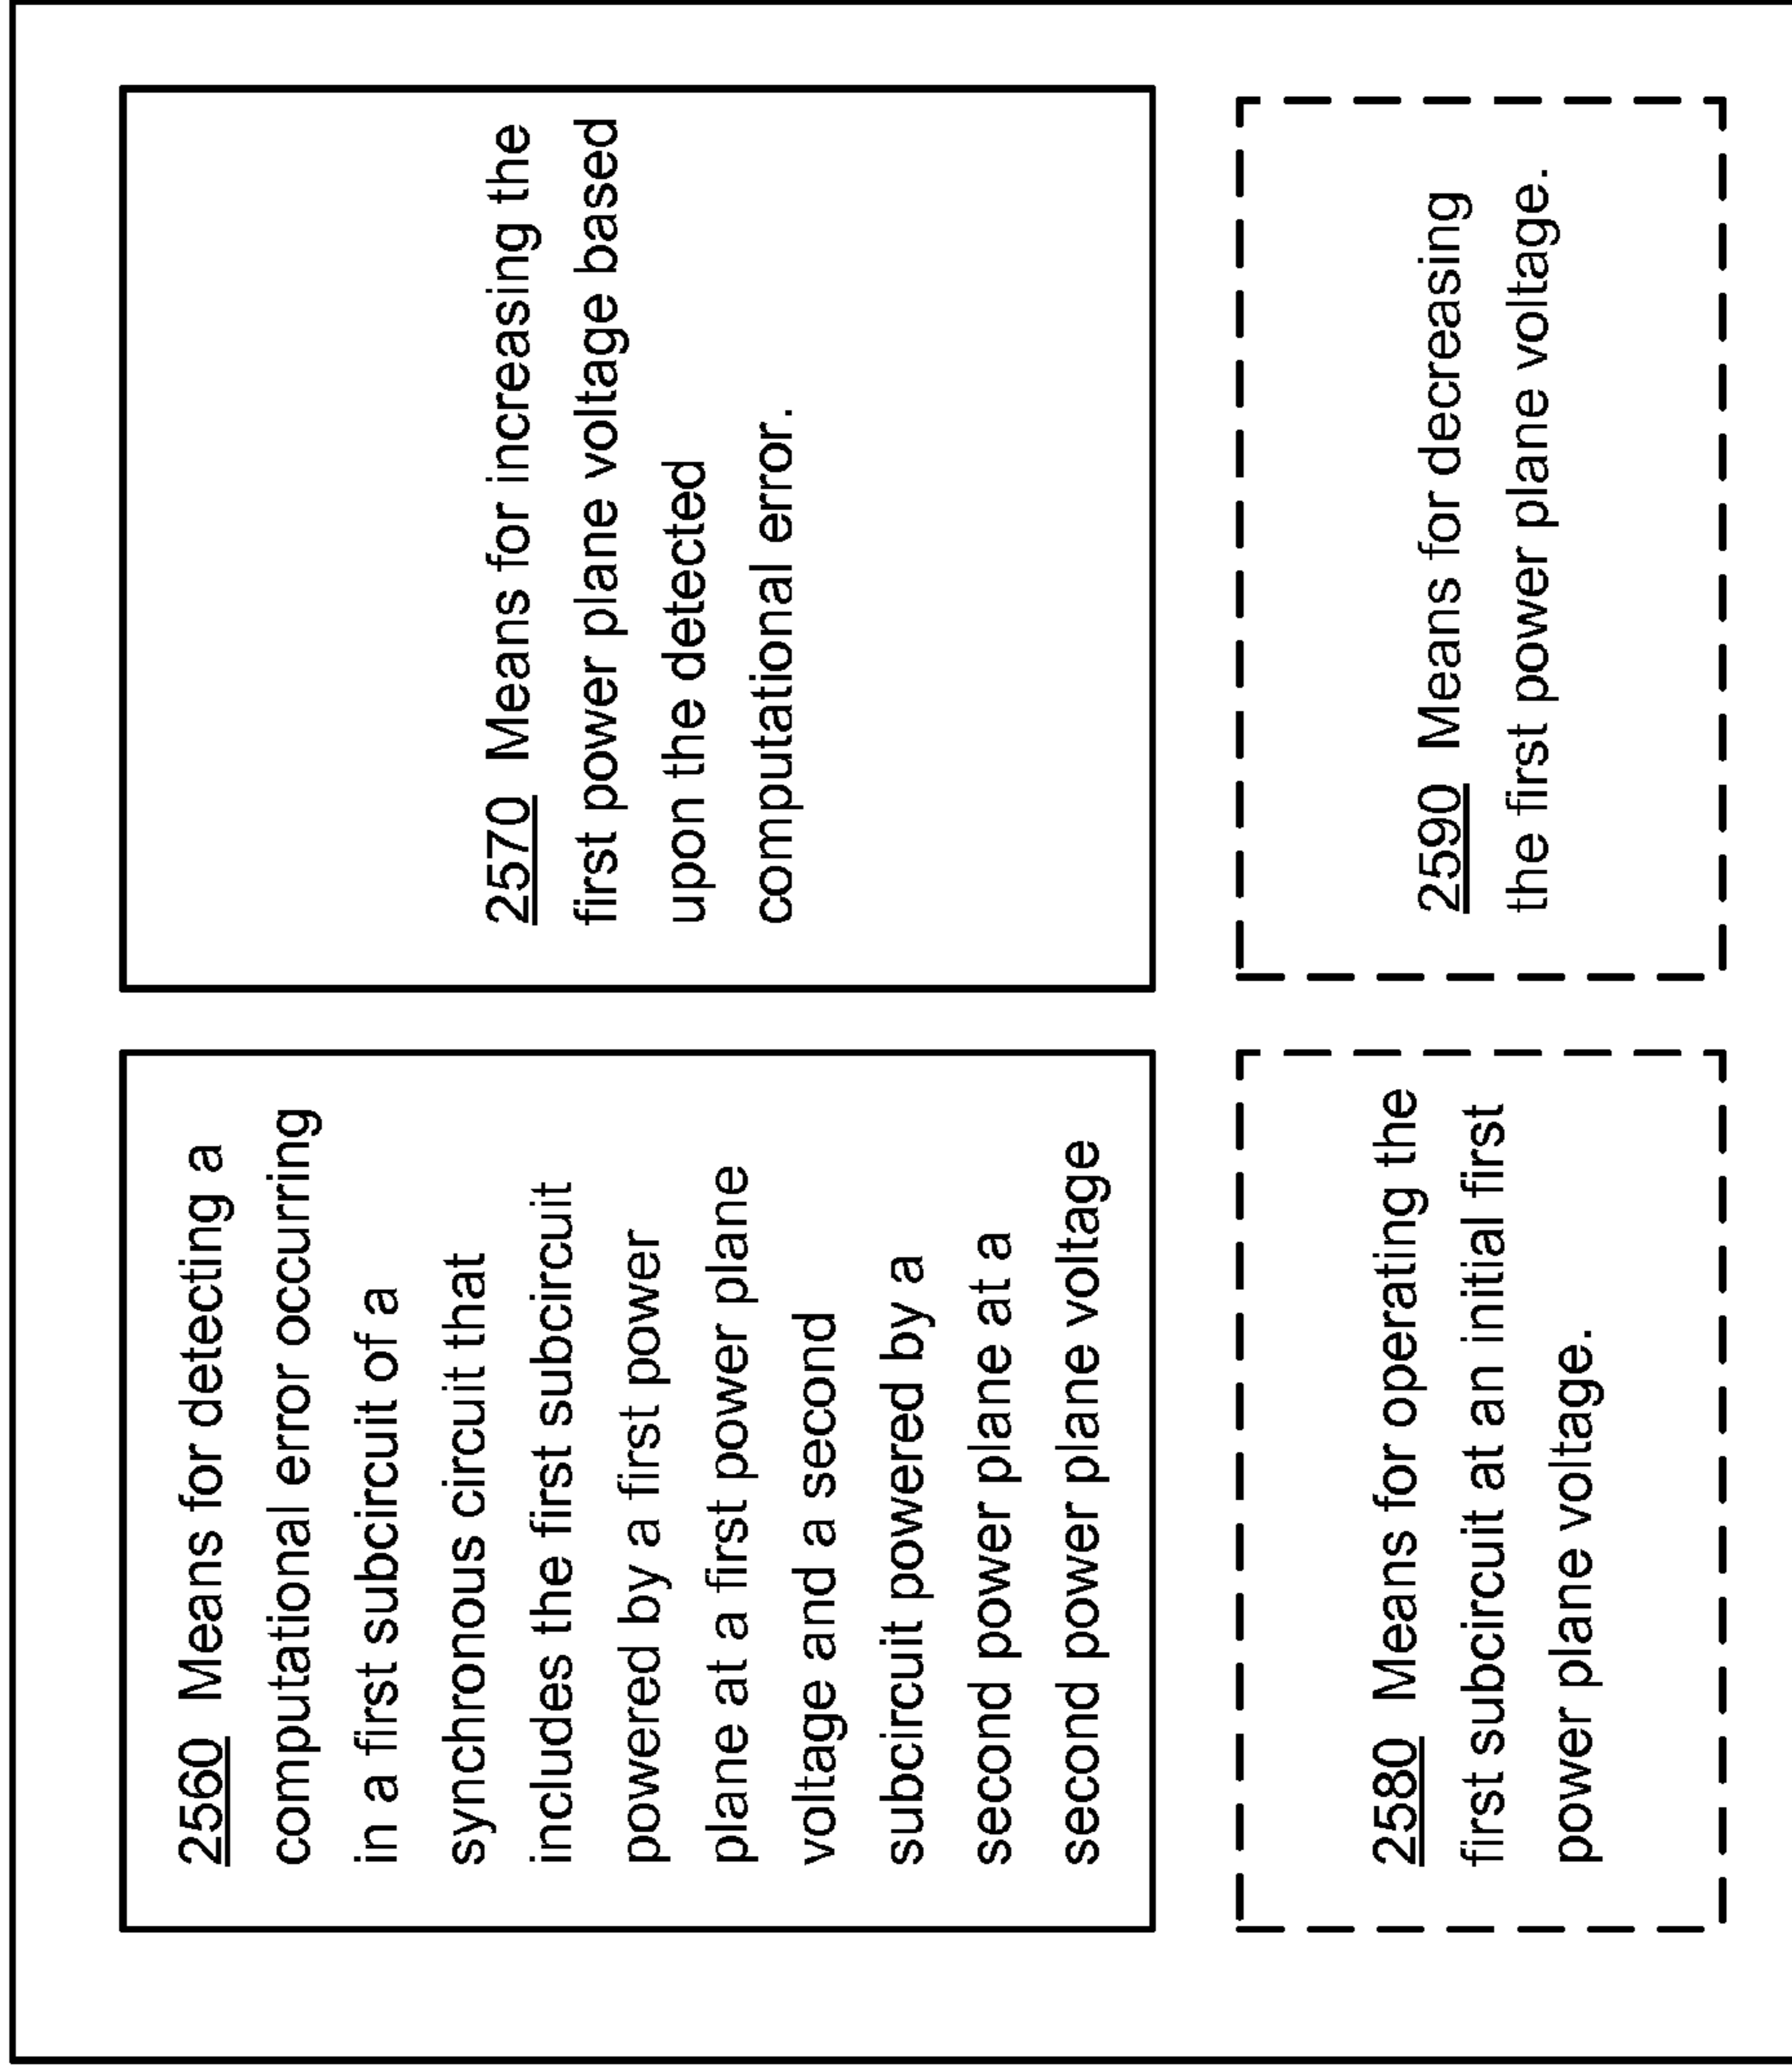 2560 Means for detecting a
computational error occurring
in a first subcircuit of a
synchronous circuit that
includes the first subcircuit
powered by a first power
plane at a first power plane
voltage and a second
subcircuit powered by a
second power plane at a
second power plane voltage
2570 Means for increasing the
first power plane voltage based
upon the detected
computational error.
2580 Means for operating the
first subcircuit at an initial first
power plane voltage.
2590 Means for decreasing
the first power plane voltage.